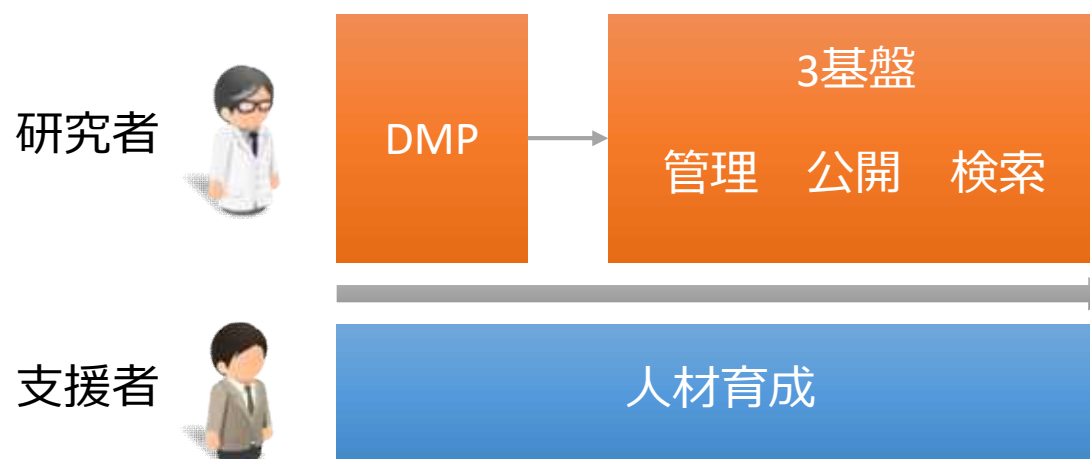 研究者
DMP
3基盤
管理 公開 検索
支援者
人材育成